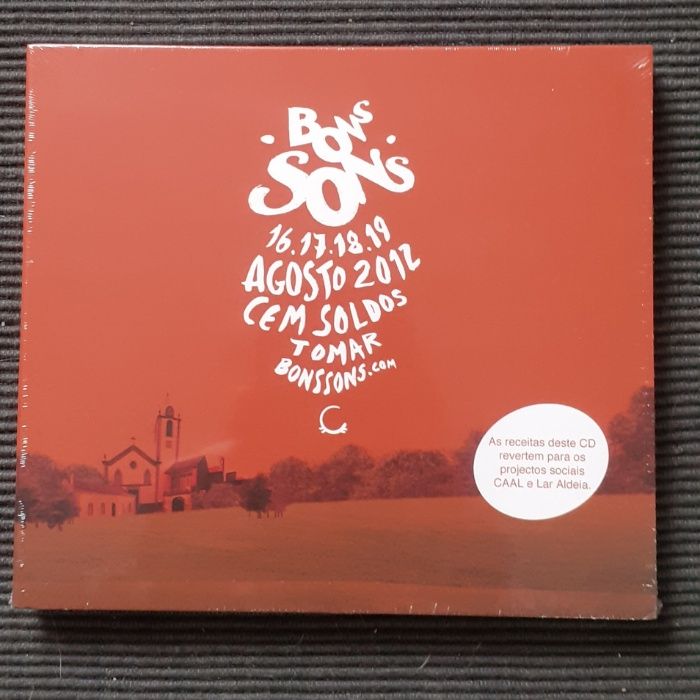 BONS
SONS
16.17.18.19
AGOSTO 2012
CEM SOLDOS
TOMAR
BONSSONS.COM
As receitas deste CD
revertem para os
projectos sociais
CAAL e Lar Aldeia.